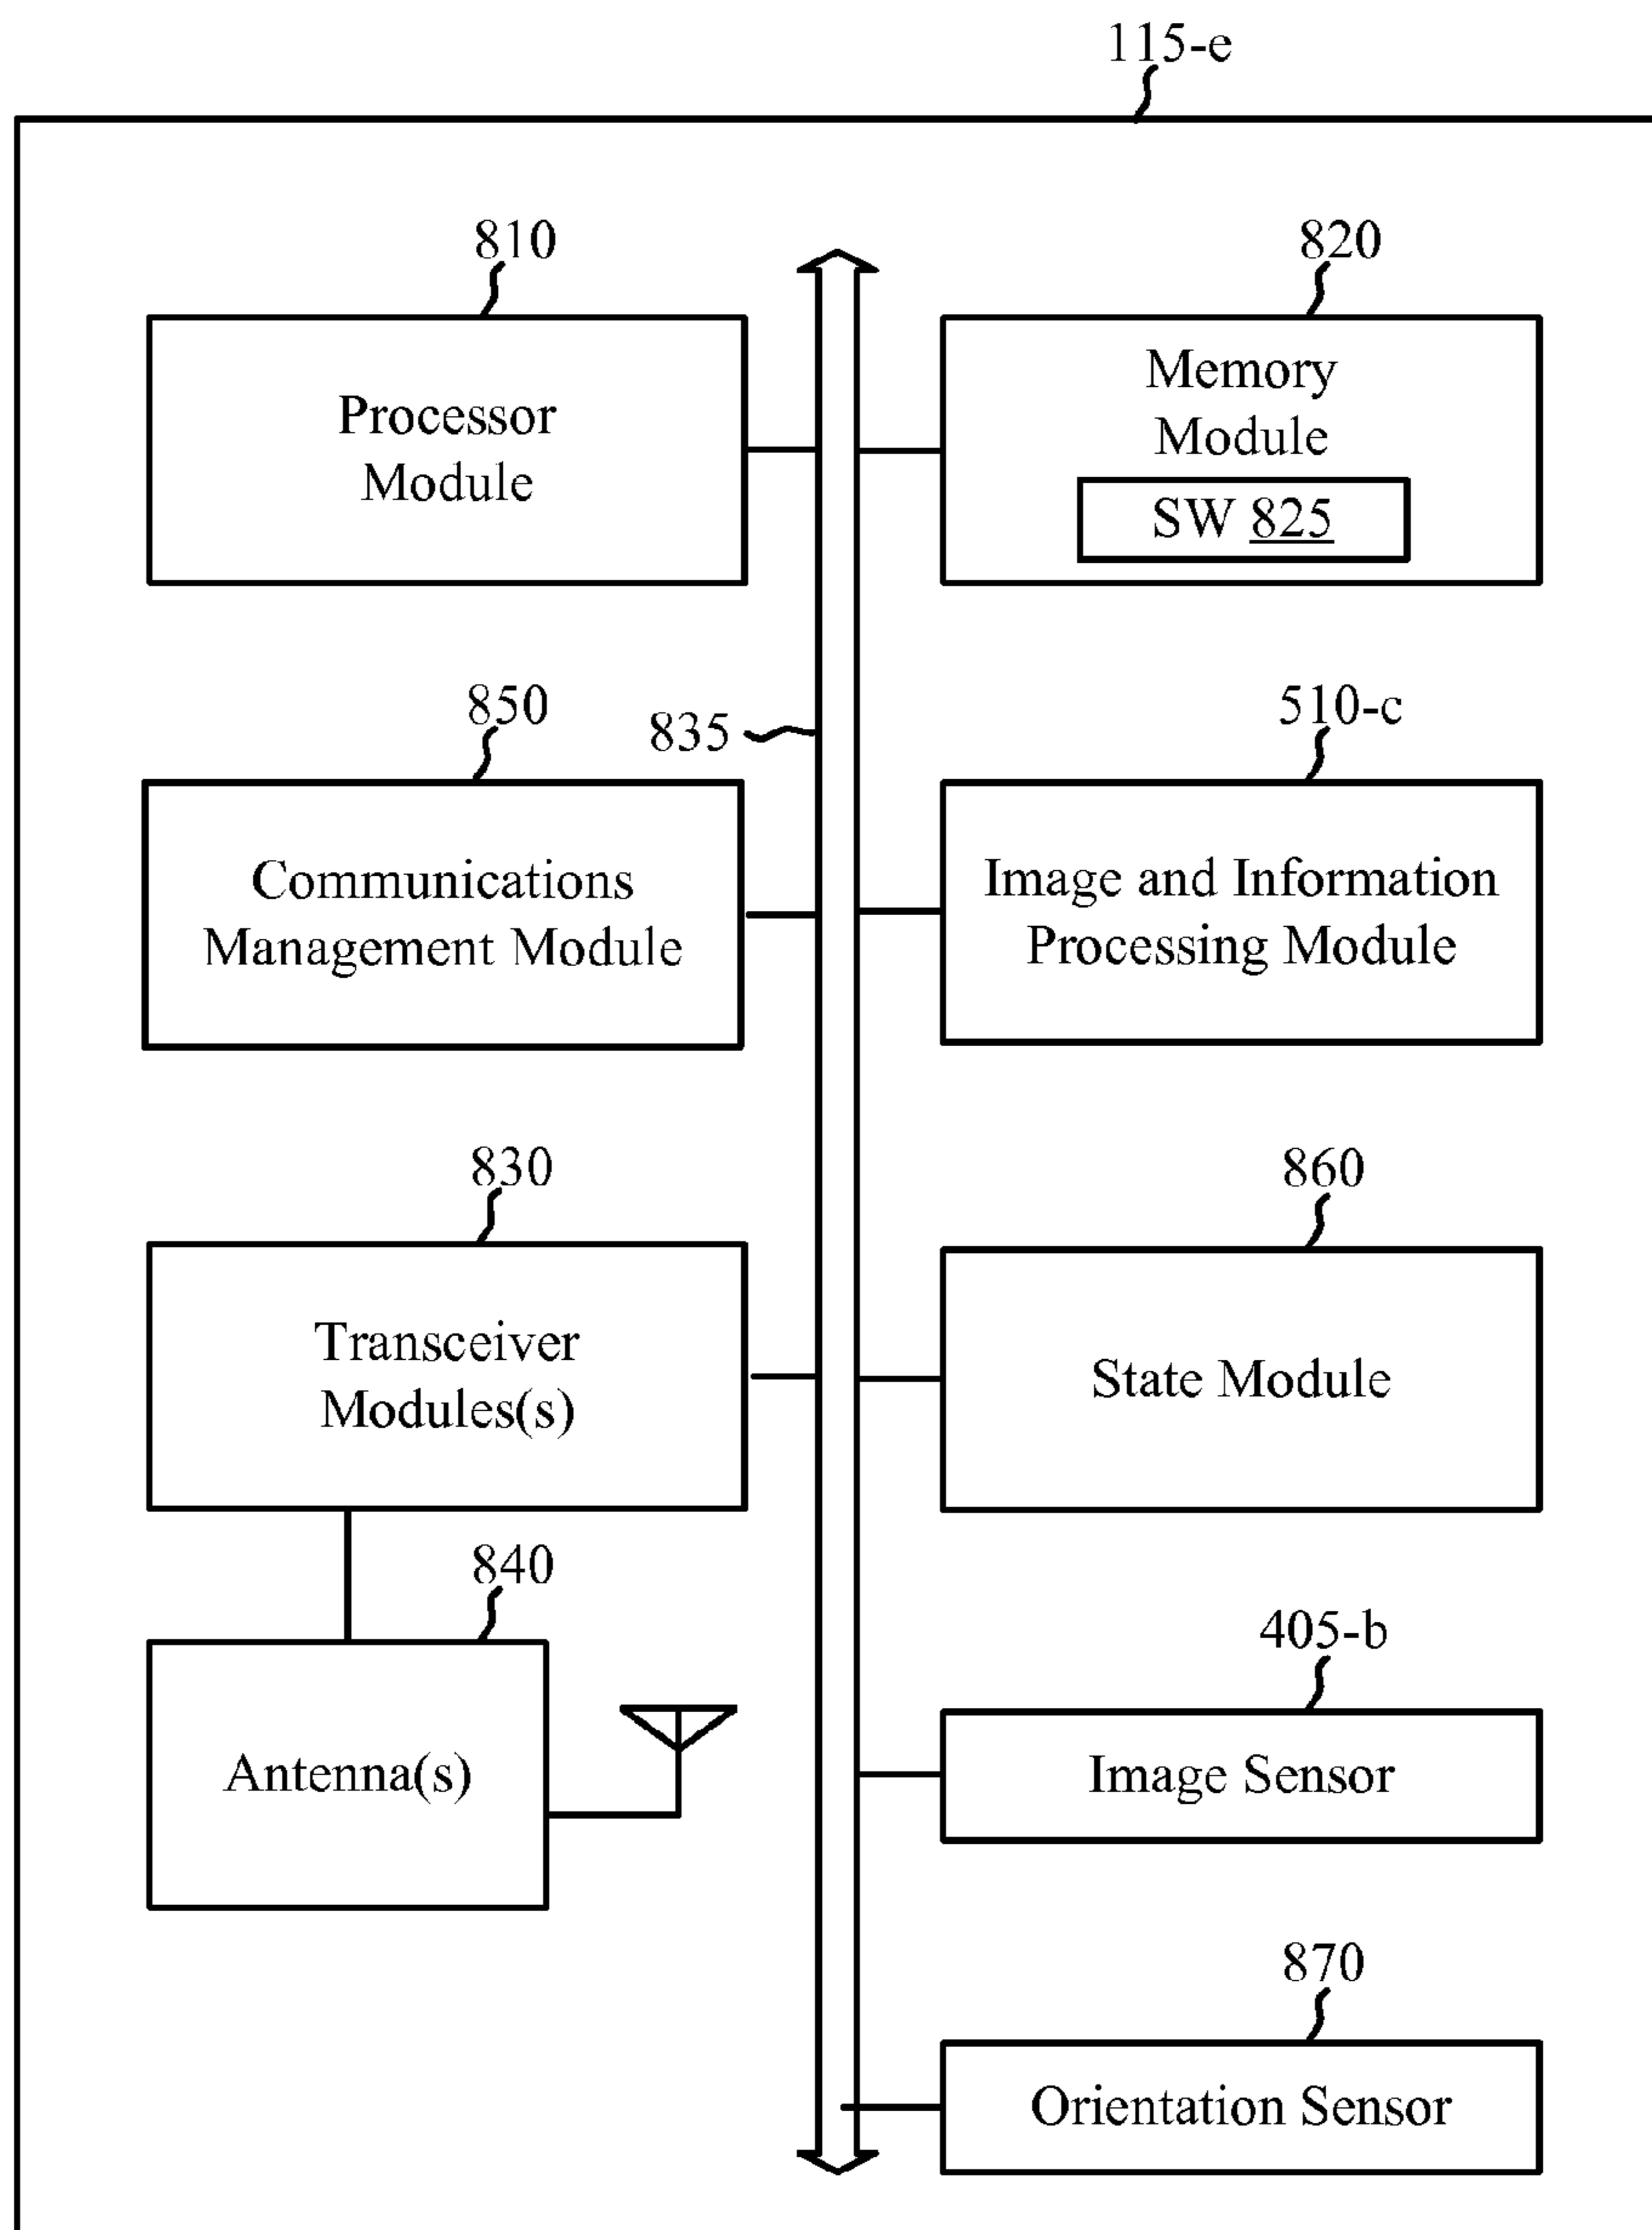 115-e
810
820
Processor
Module
Memory
Module
SW 825
850
835
510-c
Communications
Management Module
Image and Information
Processing Module
830
860
Transceiver
Modules(s)
State Module
840
405-b
Antenna(s)
Image Sensor
870
Orientation Sensor